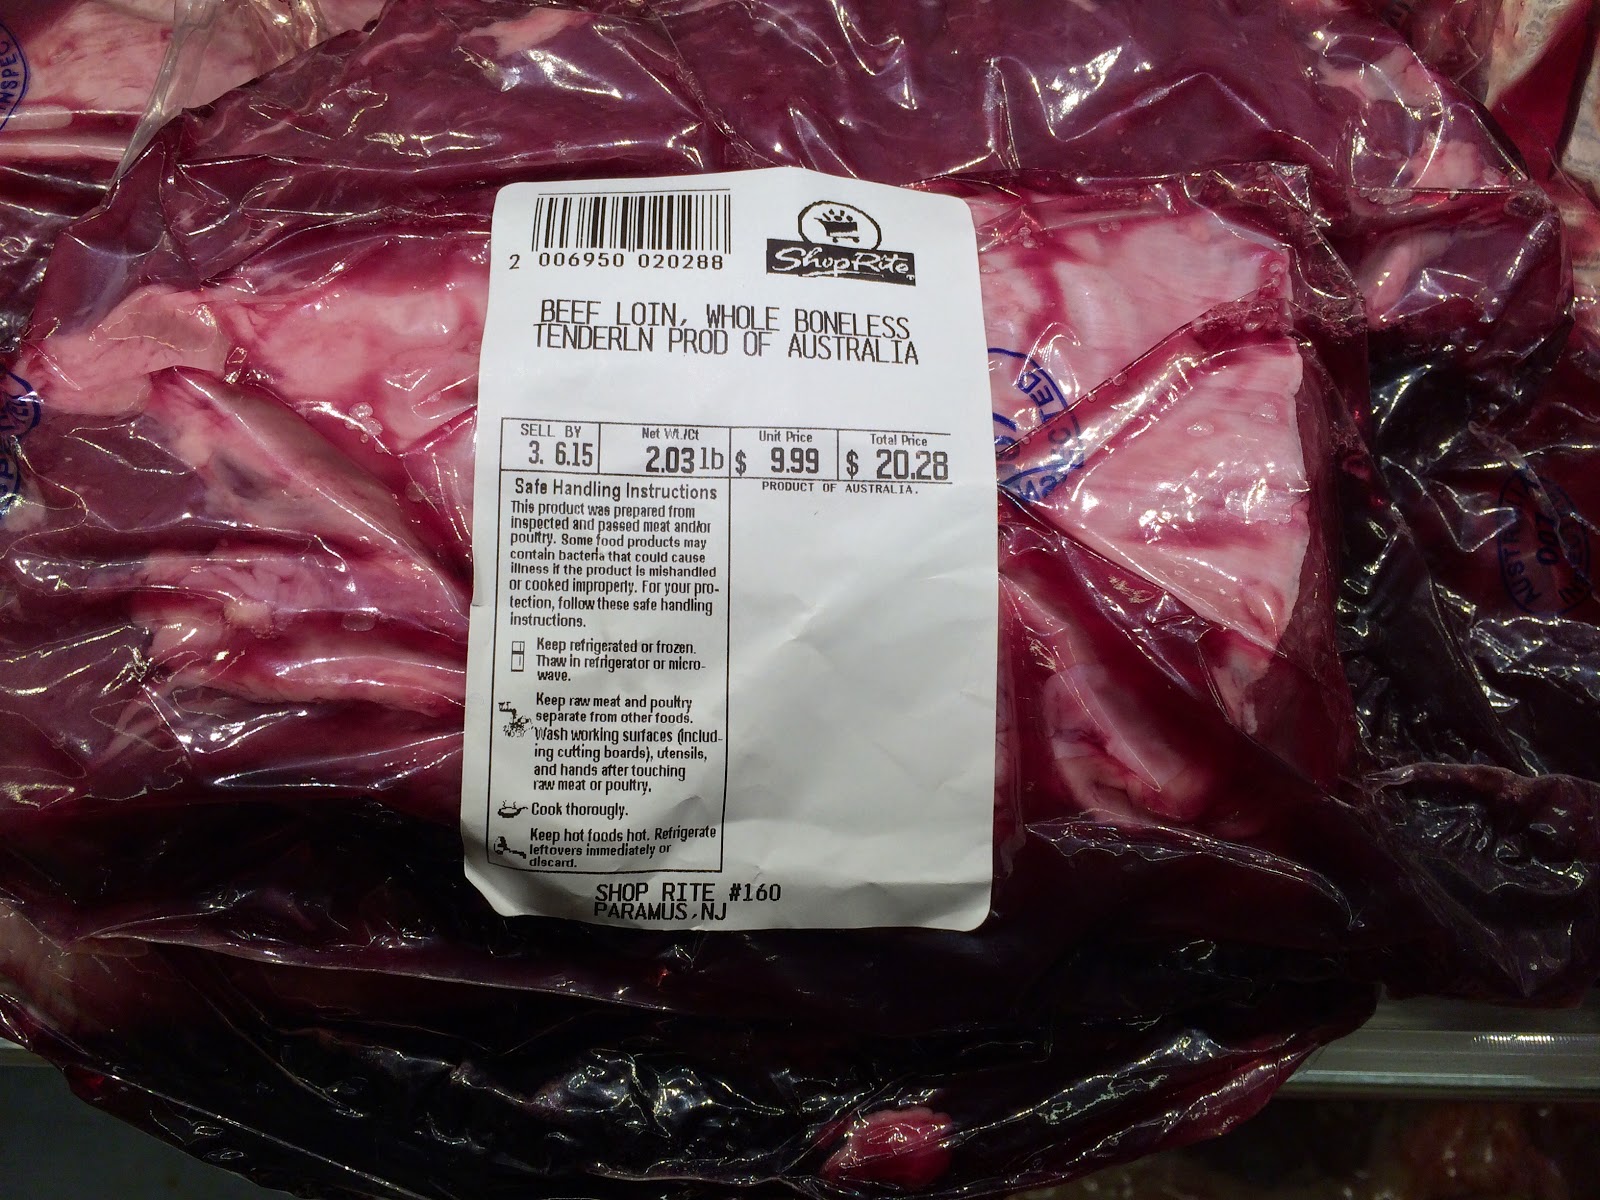 2 006950 020288
ShopRite
BEEF LOIN, WHOLE BONELESS
TENDERLN PROD OF AUSTRALIA
SELL BY
3. 6.15
Net Wt./Ct
2.03 lb
Unit Price
$ 9.99
Total Price
$ 20.28
PRODUCT OF AUSTRALIA.
Safe Handling Instructions
This product was prepared from
inspected and passed meat and/or
poultry. Some food products may
contain bacteria that could cause
illness if the product is mishandled
or cooked improperly. For your pro-
tection, follow these safe handling
instructions.
Keep refrigerated or frozen.
Thaw in refrigerator or micro-
wave.
Keep raw meat and poultry
separate from other foods.
Wash working surfaces (includ-
ing cutting boards), utensils,
and hands after touching
raw meat or poultry.
Cook thorougly.
Keep hot foods hot. Refrigerate
leftovers immediately or
discard.
SHOP RITE #160
PARAMUS,NJ